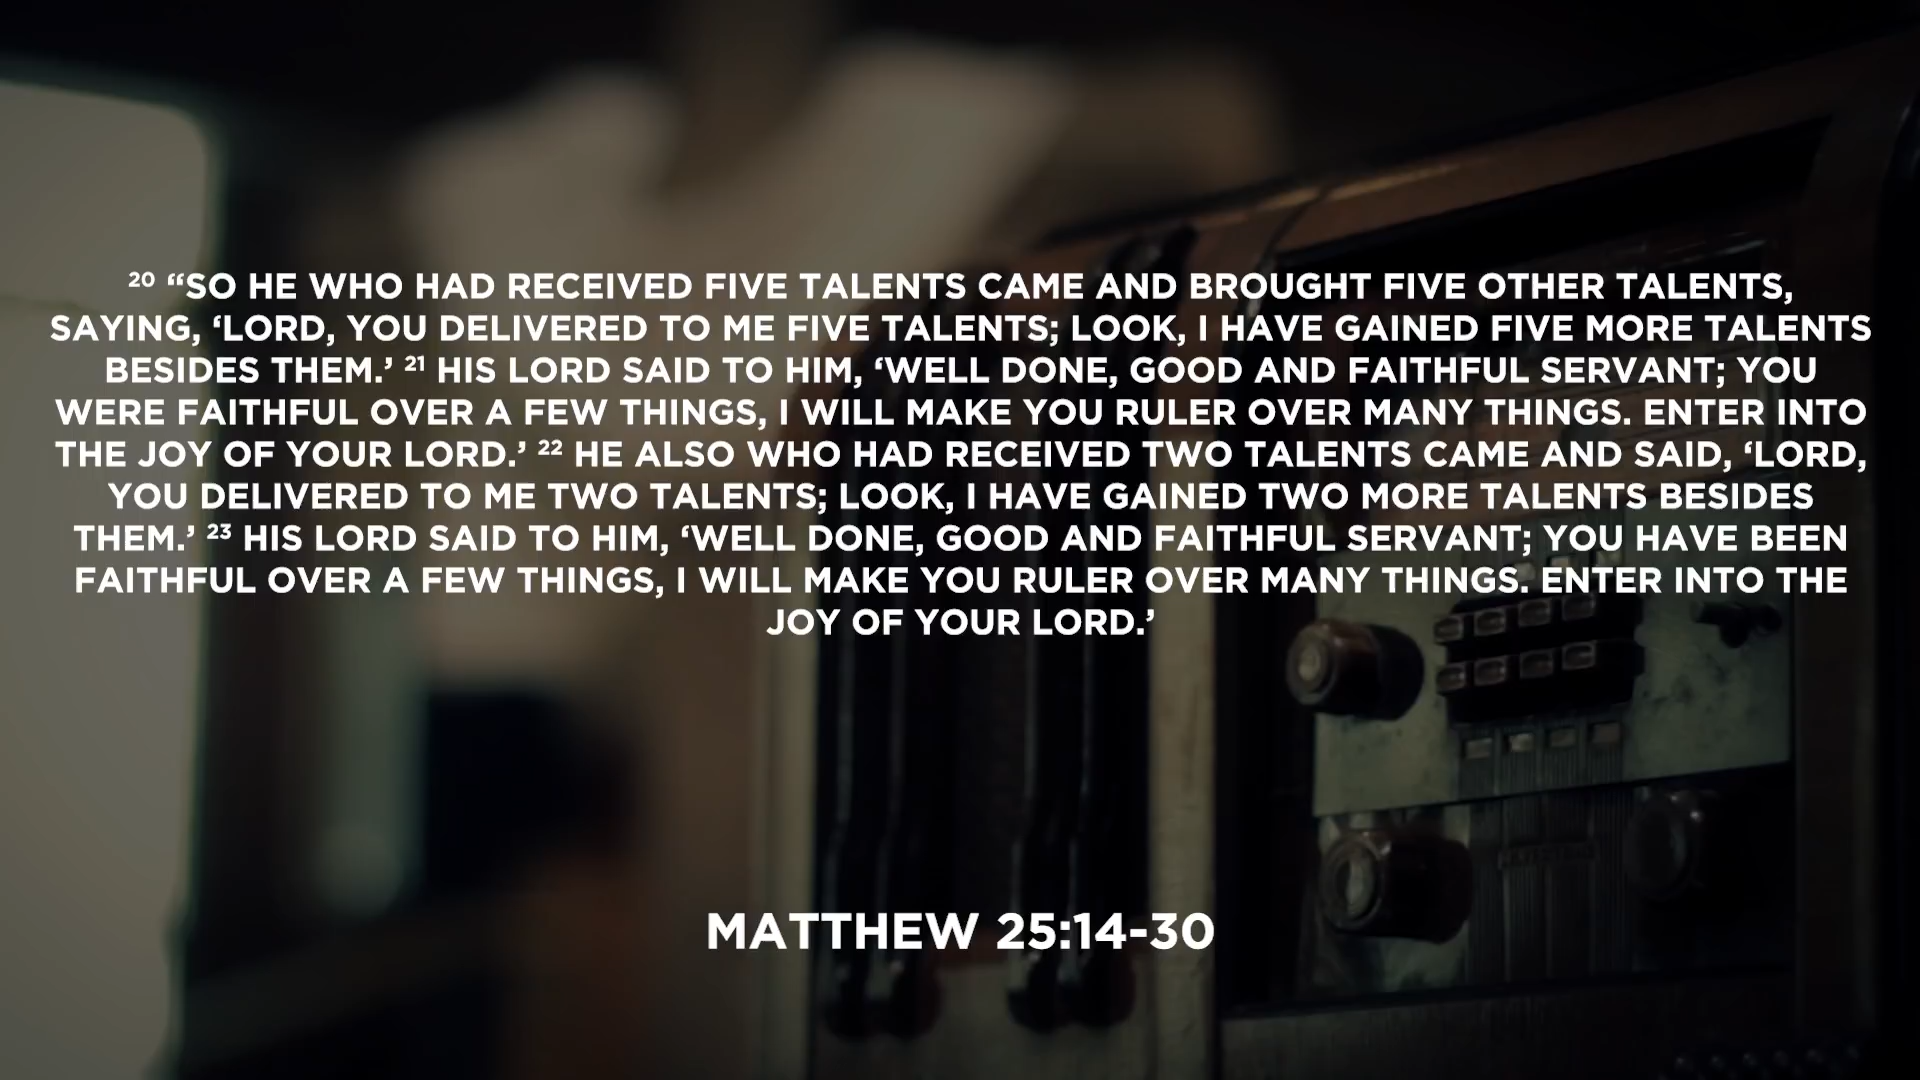 ²⁰ “SO HE WHO HAD RECEIVED FIVE TALENTS CAME AND BROUGHT FIVE OTHER TALENTS,
SAYING, ‘LORD, YOU DELIVERED TO ME FIVE TALENTS; LOOK, I HAVE GAINED FIVE MORE TALENTS
BESIDES THEM.’ ²¹ HIS LORD SAID TO HIM, ‘WELL DONE, GOOD AND FAITHFUL SERVANT; YOU
WERE FAITHFUL OVER A FEW THINGS, I WILL MAKE YOU RULER OVER MANY THINGS. ENTER INTO
THE JOY OF YOUR LORD.’ ²² HE ALSO WHO HAD RECEIVED TWO TALENTS CAME AND SAID, ‘LORD,
YOU DELIVERED TO ME TWO TALENTS; LOOK, I HAVE GAINED TWO MORE TALENTS BESIDES
THEM.’ ²³ HIS LORD SAID TO HIM, ‘WELL DONE, GOOD AND FAITHFUL SERVANT; YOU HAVE BEEN
FAITHFUL OVER A FEW THINGS, I WILL MAKE YOU RULER OVER MANY THINGS. ENTER INTO THE
JOY OF YOUR LORD.’
MATTHEW 25:14-30